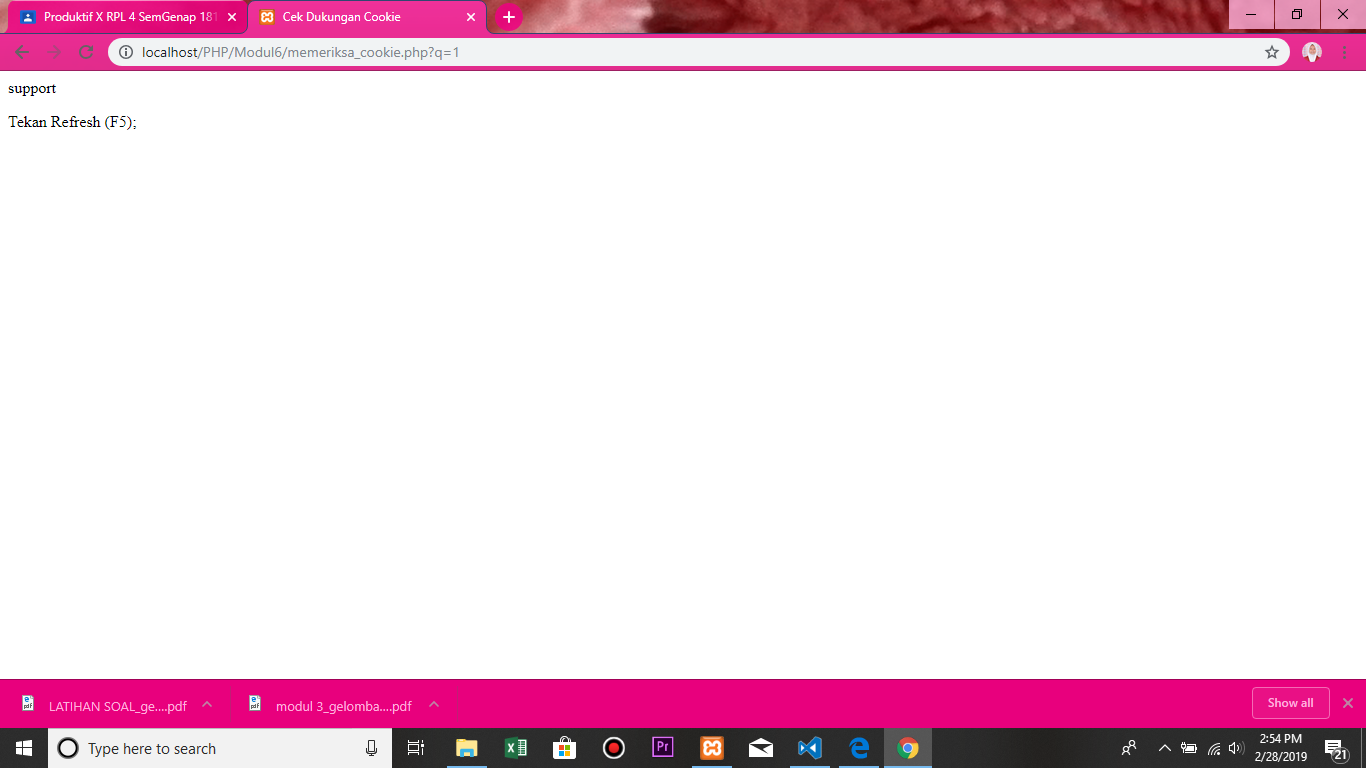 Produktif X RPL 4 SemGenap 181
Cek Dukungan Cookie
localhost/PHP/Modul6/memeriksa_cookie.php?q=1
support
Tekan Refresh (F5);
LATIHAN SOAL_ge....pdf
modul 3_gelomba....pdf
Show all
Type here to search
Pr
2:54 PM
2/28/2019
21